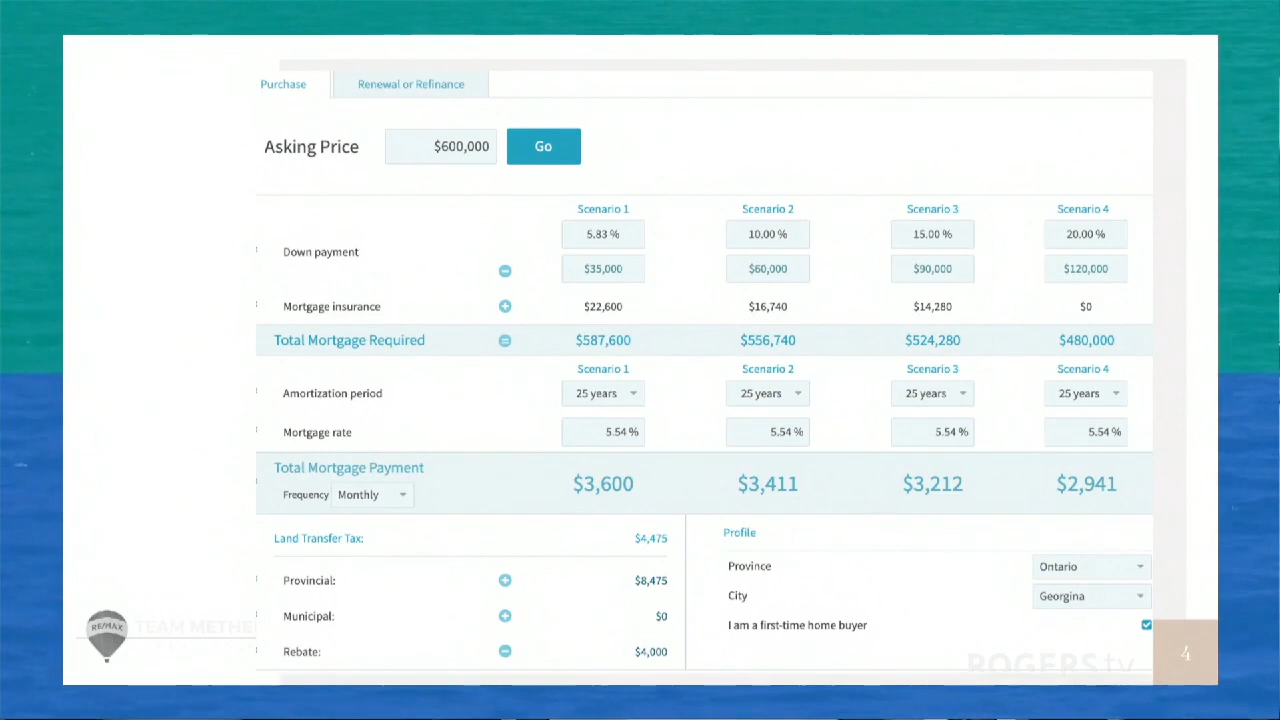 Purchase Renewal or Refinance
Asking Price $600,000 Go
Scenario 1 Scenario 2 Scenario 3 Scenario 4
5.83 % 10.00 % 15.00 % 20.00 %
Down payment
$35,000 $60,000 $90,000 $120,000
Mortgage insurance $22,600 $16,740 $14,280 $0
Total Mortgage Required $587,600 $556,740 $524,280 $480,000
Scenario 1 Scenario 2 Scenario 3 Scenario 4
Amortization period 25 years 25 years 25 years 25 years
Mortgage rate 5.54 % 5.54 % 5.54 % 5.54 %
Total Mortgage Payment $3,600 $3,411 $3,212 $2,941
Frequency Monthly
Land Transfer Tax: $4,475
Provincial: $8,475
Municipal: $0
Rebate: $4,000
Profile
Province Ontario
City Georgina
I am a first-time home buyer
RE/MAX TEAM
ROGERS tv
4